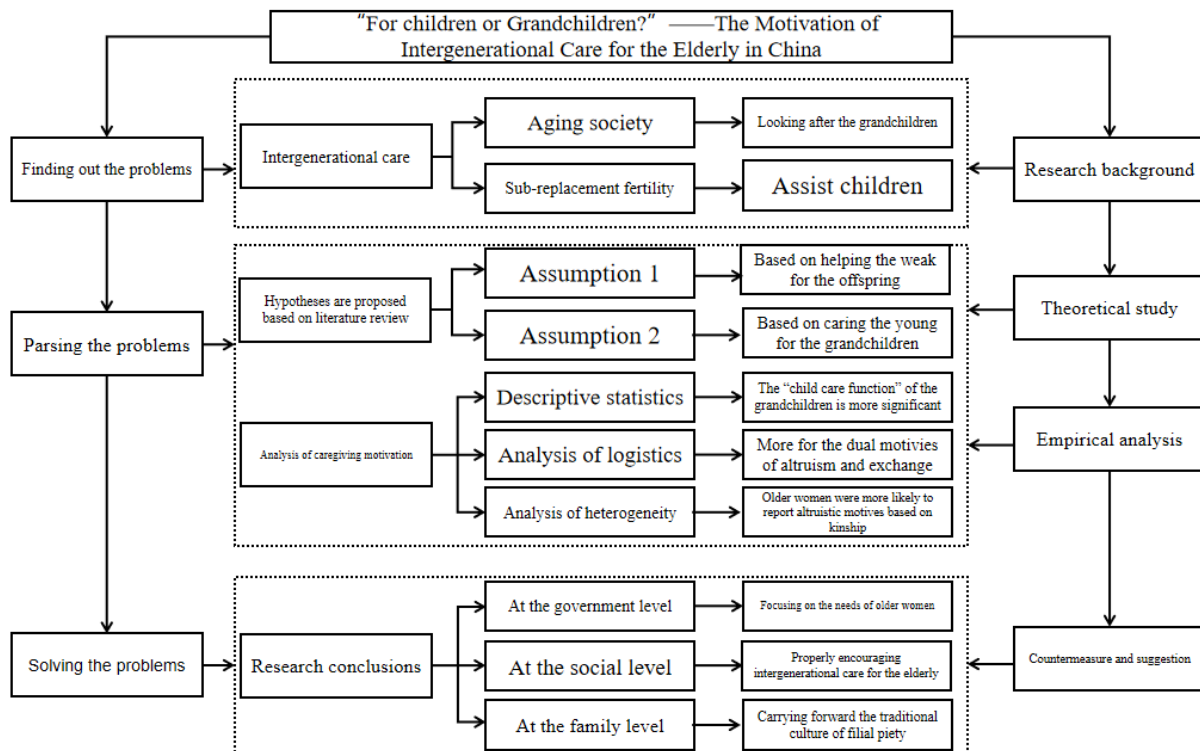 "For children or Grandchildren?" ——The Motivation of
Intergenerational Care for the Elderly in China
Finding out the problems
Intergenerational care
Aging society
Looking after the grandchildren
Sub-replacement fertility
Assist children
Research background
Parsing the problems
Hypotheses are proposed
based on literature review
Assumption 1
Based on helping the weak
for the offspring
Assumption 2
Based on caring the young
for the grandchildren
Theoretical study
Analysis of caregiving motivation
Descriptive statistics
The "child care function" of the
grandchildren is more significant
Analysis of logistics
More for the dual motivies
of altruism and exchange
Analysis of heterogeneity
Older women were more likely to
report altruistic motives based on
kinship
Empirical analysis
Solving the problems
Research conclusions
At the government level
Focusing on the needs of older women
At the social level
Properly encouraging
intergenerational care for the elderly
At the family level
Carrying forward the traditional
culture of filial piety
Countermeasure and suggestion